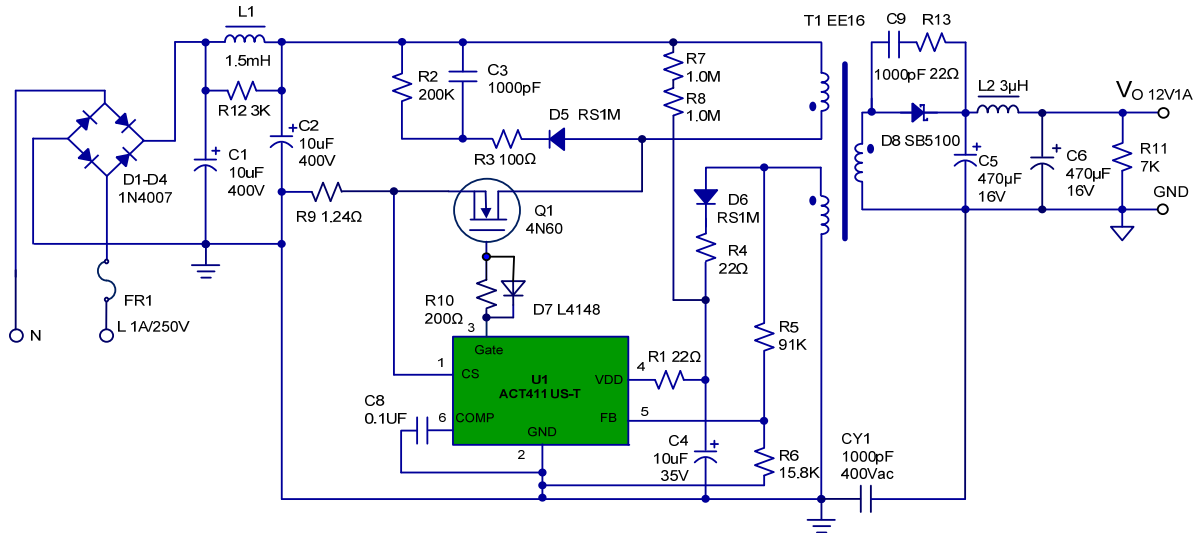 L1
1.5mH
R12 3K
C1
10uF
400V
C2
10uF
400V
D1-D4
1N4007
FR1
N
L 1A/250V
R2
200K
C3
1000pF
R3 100Ω
D5 RS1M
R9 1.24Ω
Q1
4N60
R10
200Ω
D7 L4148
R7
1.0M
R8
1.0M
D6
RS1M
R4
22Ω
T1 EE16
C9
R13
1000pF 22Ω
D8 SB5100
L2 3µH
VO 12V1A
C5
470µF
16V
C6
470µF
16V
R11
7K
GND
3
Gate
1
CS
U1
ACT411 US-T
VDD
4
R1 22Ω
FB
5
6
COMP
GND
2
C8
0.1UF
R5
91K
R6
15.8K
C4
10uF
35V
CY1
1000pF
400Vac